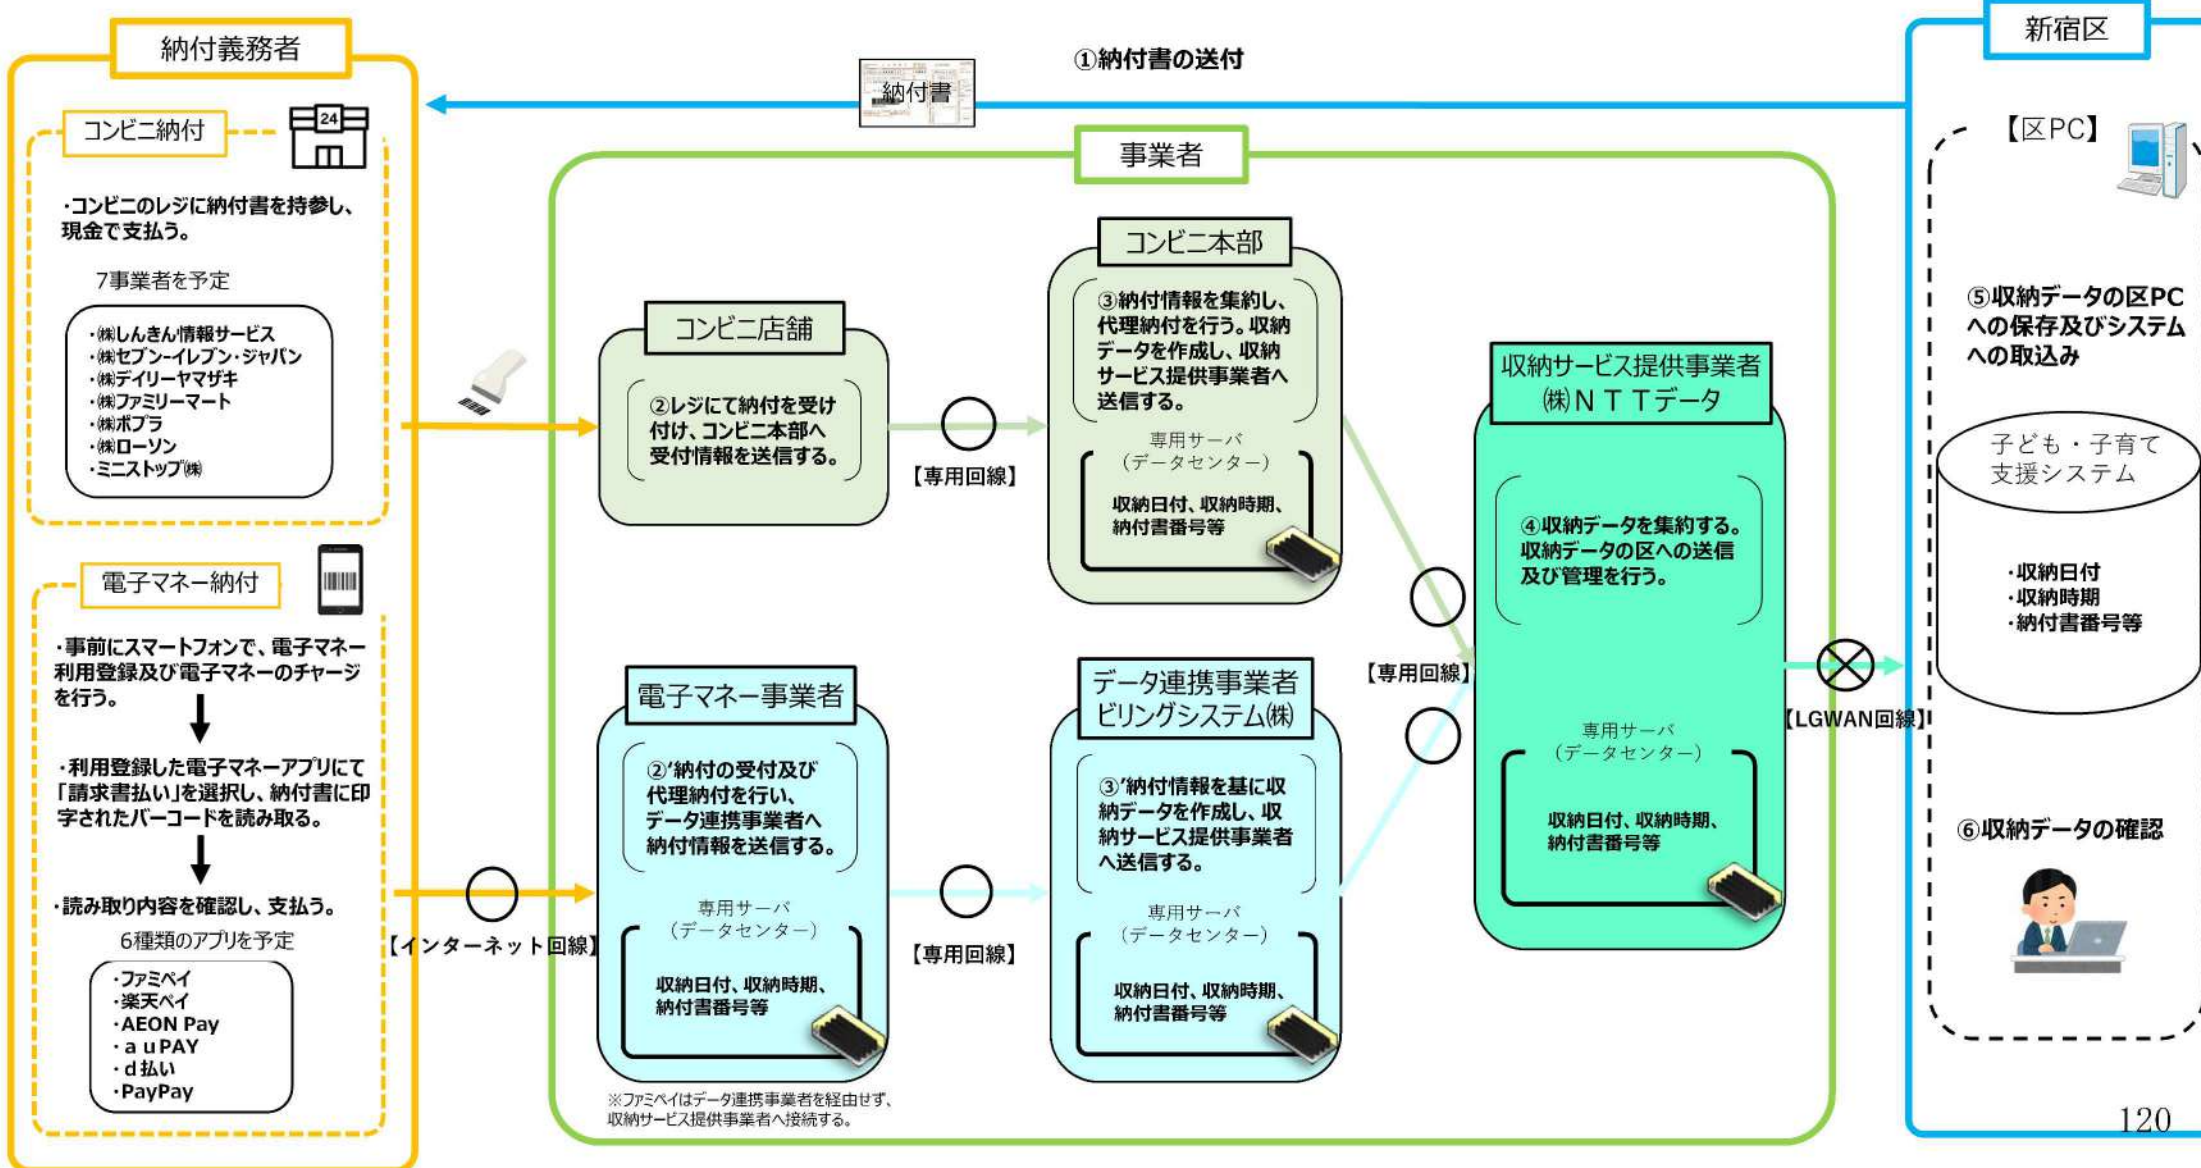 納付義務者
コンビニ納付
24
・コンビニのレジに納付書を持参し、
現金で支払う。
7事業者を予定
・㈱しんきん情報サービス
・㈱セブン-イレブン・ジャパン
・㈱デイリーヤマザキ
・㈱ファミリーマート
・㈱ポプラ
・㈱ローソン
・ミニストップ㈱
電子マネー納付
・事前にスマートフォンで、電子マネー
利用登録及び電子マネーのチャージ
を行う。
・利用登録した電子マネーアプリにて
「請求書払い」を選択し、納付書に印
字されたバーコードを読み取る。
・読み取り内容を確認し、支払う。
6種類のアプリを予定
・ファミペイ
・楽天ペイ
・AEON Pay
・ａｕPAY
・ｄ払い
・PayPay
①納付書の送付
納付書
事業者
コンビニ店舗
②レジにて納付を受け
付け、コンビニ本部へ
受付情報を送信する。
【専用回線】
コンビニ本部
③納付情報を集約し、
代理納付を行う。収納
データを作成し、収納
サービス提供事業者へ
送信する。
専用サーバ
（データセンター）
収納日付、収納時期、
納付書番号等
【インターネット回線】
電子マネー事業者
②’納付の受付及び
代理納付を行い、
データ連携事業者へ
納付情報を送信する。
専用サーバ
（データセンター）
収納日付、収納時期、
納付書番号等
※ファミペイはデータ連携事業者を経由せず、
収納サービス提供事業者へ接続する。
【専用回線】
データ連携事業者
ビリングシステム㈱
③’納付情報を基に収
納データを作成し、収
納サービス提供事業者
へ送信する。
専用サーバ
（データセンター）
収納日付、収納時期、
納付書番号等
【専用回線】
収納サービス提供事業者
㈱ＮＴＴデータ
④収納データを集約する。
収納データの区への送信
及び管理を行う。
専用サーバ
（データセンター）
収納日付、収納時期、
納付書番号等
【LGWAN回線】
新宿区
【区PC】
⑤収納データの区PC
への保存及びシステム
への取込み
子ども・子育て
支援システム
・収納日付
・収納時期
・納付書番号等
⑥収納データの確認
120